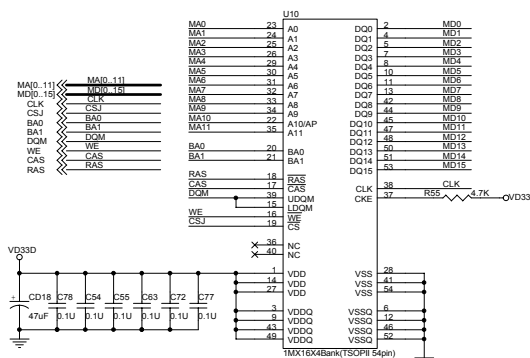 U10
MA0 23 A0 DQ0 2 MD0
MA1 24 A1 DQ1 4 MD1
MA2 25 A2 DQ2 5 MD2
MA3 26 A3 DQ3 7 MD3
MA4 29 A4 DQ4 8 MD4
MA5 30 A5 DQ5 10 MD5
MA6 31 A6 DQ6 11 MD6
MA7 32 A7 DQ7 13 MD7
MA8 33 A8 DQ8 42 MD8
MA9 34 A9 DQ9 44 MD9
MA10 22 A10/AP DQ10 45 MD10
MA11 35 A11 DQ11 47 MD11
DQ12 48 MD12
BA0 20 BA0 DQ13 50 MD13
BA1 21 BA1 DQ14 51 MD14
DQ15 53 MD15
RAS 18 RAS
CAS 17 CAS CLK 38 CLK
DQM 39 UDQM CKE 37 R55 4.7K VD33D
15 LDQM
WE 16 WE
CSJ 19 CS
36 NC
40 NC
1 VDD VSS 28
14 VDD VSS 41
27 VDD VSS 54
3 VDDQ VSSQ 6
9 VDDQ VSSQ 12
43 VDDQ VSSQ 46
49 VDDQ VSSQ 52
1MX16X4Bank(TSOPII 54pin)
MA[0..11] MA[0..11]
MD[0..15] MD[0..15]
CLK CLK
CSJ CSJ
BA0 BA0
BA1 BA1
DQM DQM
WE WE
CAS CAS
RAS RAS
VD33D
+ CD18 C78 C54 C55 C63 C72 C77
47uF 0.1U 0.1U 0.1U 0.1U 0.1U 0.1U